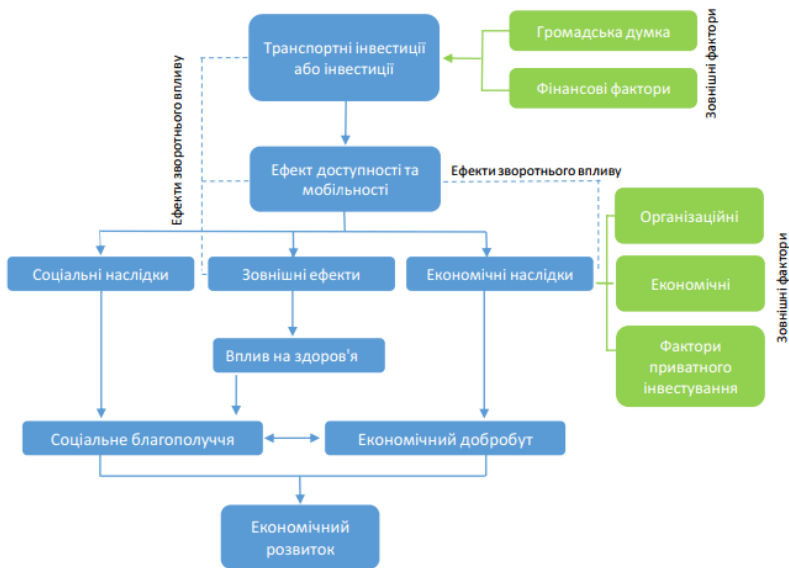 Транспортні інвестиції
або інвестиції
Громадська думка
Фінансові фактори
Зовнішні фактори
Ефекти зворотнього впливу
Ефект доступності та
мобільності
Ефекти зворотнього впливу
Організаційні
Соціальні наслідки
Зовнішні ефекти
Економічні наслідки
Економічні
Зовнішні фактори
Вплив на здоров'я
Фактори
приватного
інвестування
Соціальне благополуччя
Економічний добробут
Економічний
розвиток